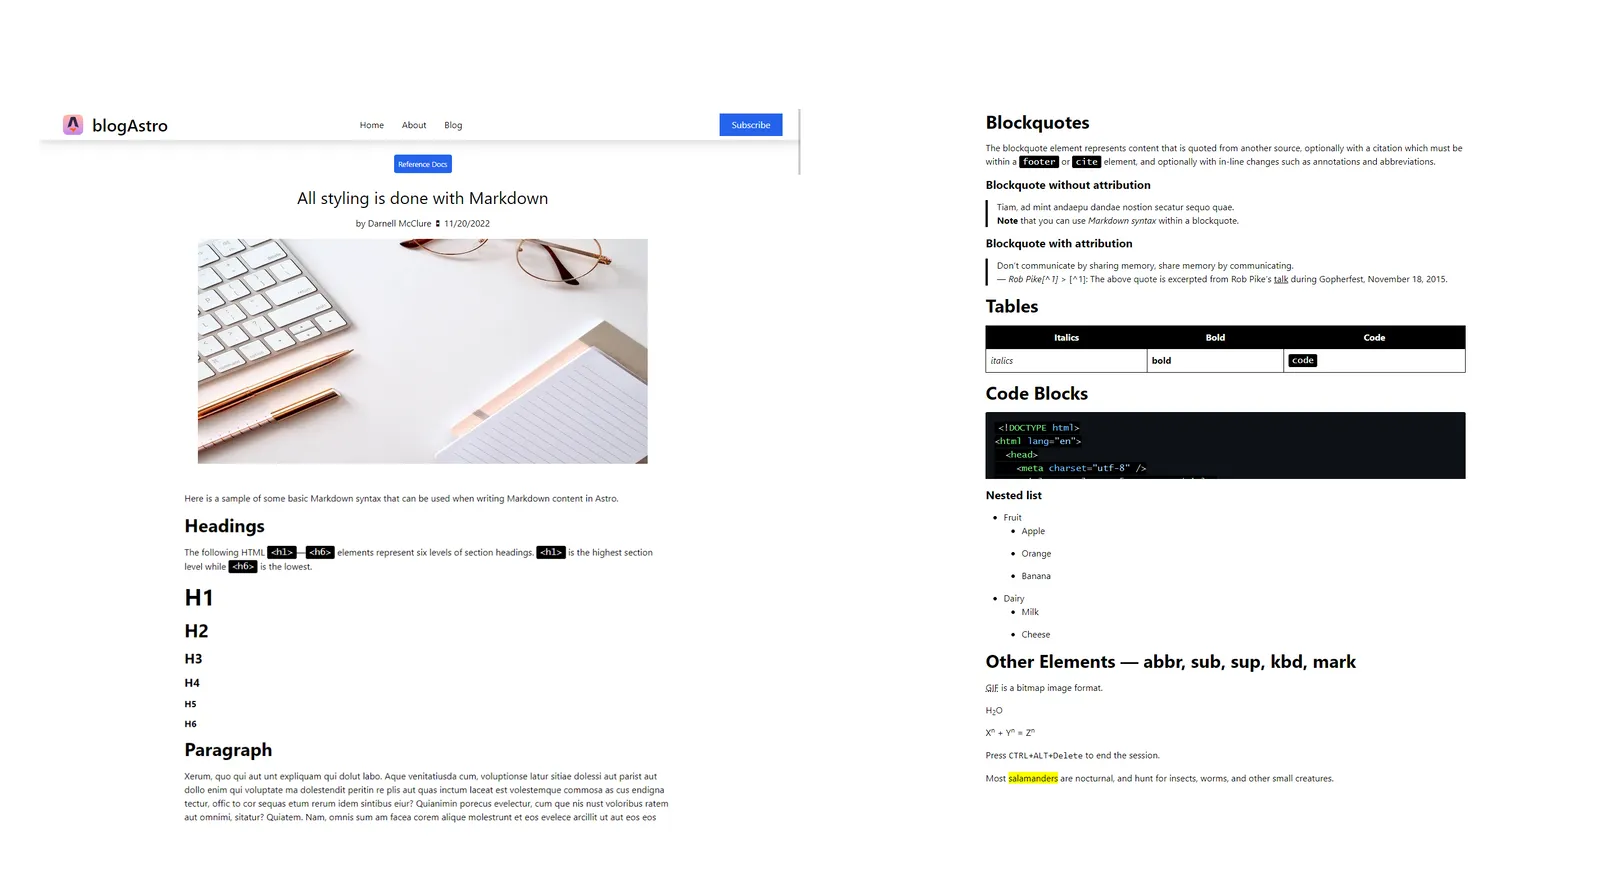 blogAstro
Home About Blog
Subscribe
Reference Docs
All styling is done with Markdown
by Darnell McClure 11/20/2022
Here is a sample of some basic Markdown syntax that can be used when writing Markdown content in Astro.
Headings
The following HTML <h1>—<h6> elements represent six levels of section headings. <h1> is the highest section
level while <h6> is the lowest.
H1
H2
H3
H4
H5
H6
Paragraph
Xerum, quo qui aut unt expliquam qui dolut labo. Aque venitatiusda cum, voluptionse latur sitiae dolessi aut parist aut
dollo enim qui voluptate ma dolestendit peritin re plis aut quas inctum laceat est volestemque commosa as cus endigna
tectur, offic to cor sequas etum rerum idem sintibus eiur? Quianimin porecus evelectur, cum que nis nust voloribus ratem
aut omnimi, sitatur? Quiatem. Nam, omnis sum am facea corem alique molestrunt et eos evelece arcillit ut aut eos eos
Blockquotes
The blockquote element represents content that is quoted from another source, optionally with a citation which must be
within a footer or cite element, and optionally with in-line changes such as annotations and abbreviations.
Blockquote without attribution
Tiam, ad mint andaepu dandae nostion secatur sequo quae.
Note that you can use Markdown syntax within a blockquote.
Blockquote with attribution
Don't communicate by sharing memory, share memory by communicating.
— Rob Pike[^1] > [^1]: The above quote is excerpted from Rob Pike's talk during Gopherfest, November 18, 2015.
Tables
Italics Bold Code
italics bold code
Code Blocks
<!DOCTYPE html>
<html lang="en">
<head>
<meta charset="utf-8" />
Nested list
Fruit
Apple
Orange
Banana
Dairy
Milk
Cheese
Other Elements — abbr, sub, sup, kbd, mark
GIF is a bitmap image format.
H₂O
Xⁿ + Yⁿ = Zⁿ
Press CTRL+ALT+Delete to end the session.
Most salamanders are nocturnal, and hunt for insects, worms, and other small creatures.